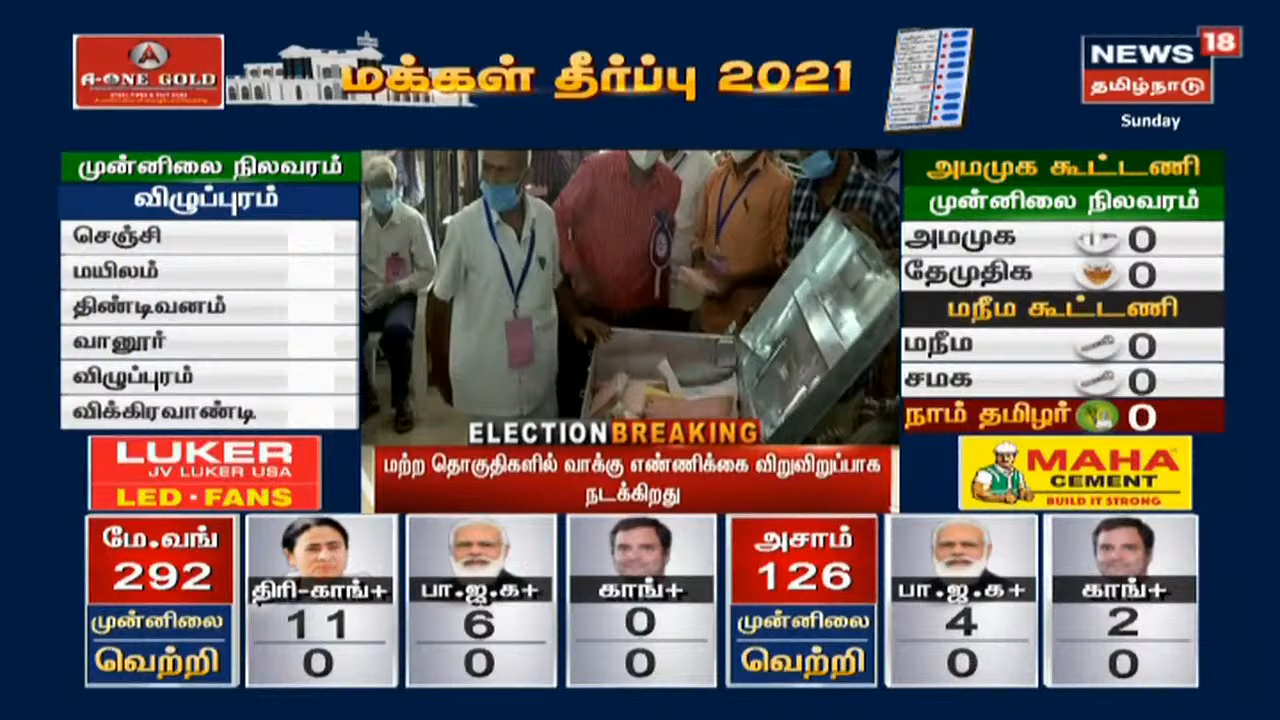 A-ONE GOLD
மக்கள் தீர்ப்பு 2021
NEWS 18
தமிழ்நாடு
Sunday
முன்னிலை நிலவரம்
விழுப்புரம்
செஞ்சி
மயிலம்
திண்டிவனம்
வானூர்
விழுப்புரம்
விக்கிரவாண்டி
அமமுக கூட்டணி
முன்னிலை நிலவரம்
அமமுக 0
தேமுதிக 0
மநீம கூட்டணி
மநீம 0
சமக 0
நாம் தமிழர் 0
ELECTION BREAKING
மற்ற தொகுதிகளில் வாக்கு எண்ணிக்கை விறுவிறுப்பாக
நடக்கிறது
LUKER
JV LUKER USA
LED · FANS
MAHA
CEMENT
BUILD IT STRONG
மே.வங் 292
திரி-காங்+ பா.ஜ.க+ காங்+
முன்னிலை 11 6 0
வெற்றி 0 0 0
அசாம் 126
பா.ஜ.க+ காங்+
முன்னிலை 4 2
வெற்றி 0 0